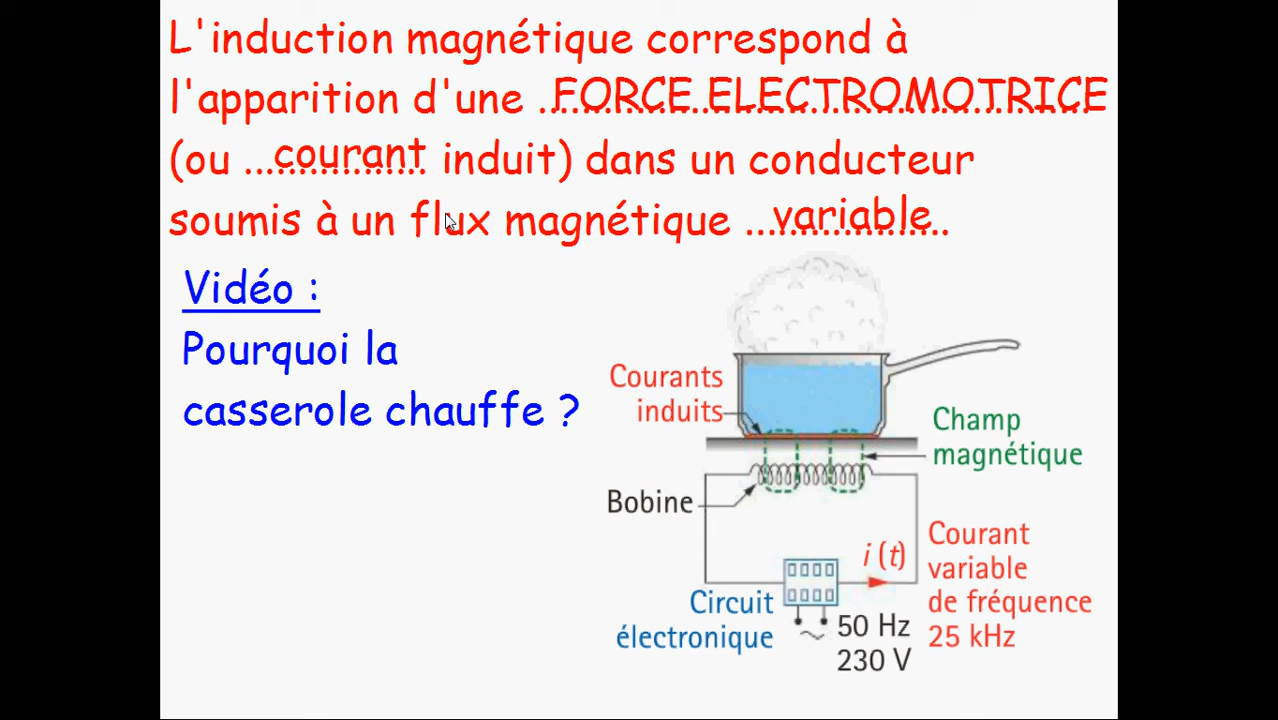 L'induction magnétique correspond à
l'apparition d'une ..FORCE ELECTROMOTRICE
(ou ...courant induit) dans un conducteur
soumis à un flux magnétique ...variable..
Vidéo :
Pourquoi la
casserole chauffe ?
Courants
induits
Champ
magnétique
Bobine
i (t)
Courant
variable
de fréquence
25 kHz
Circuit
électronique
50 Hz
230 V